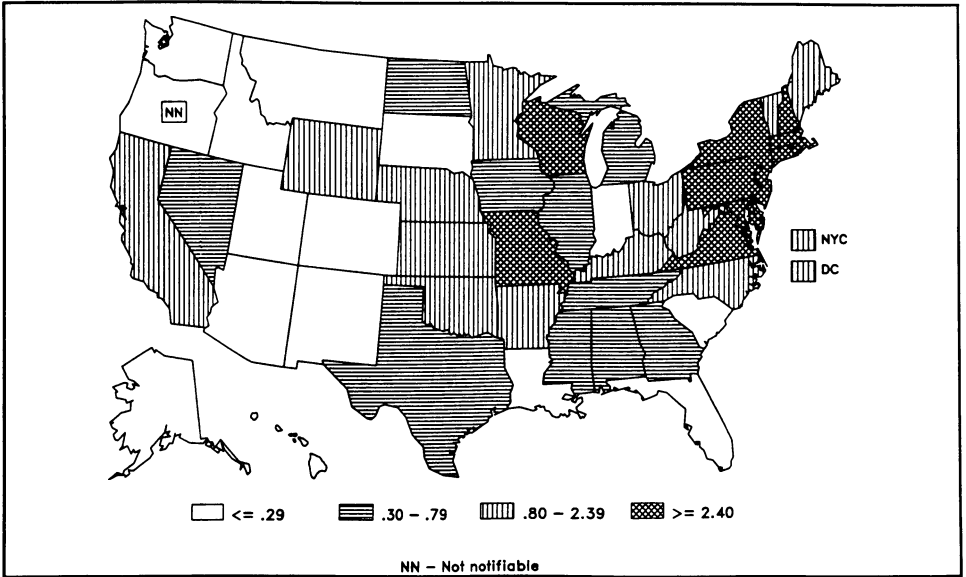 NN
NYC
DC
<= .29 .30 – .79 .80 – 2.39 >= 2.40
NN – Not notifiable